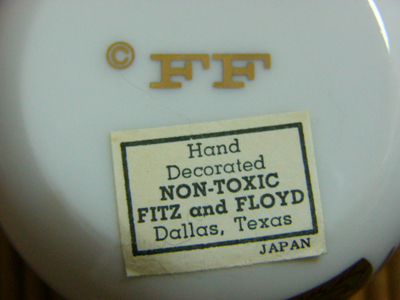 © FF
Hand
Decorated
NON-TOXIC
FITZ and FLOYD
Dallas, Texas
JAPAN